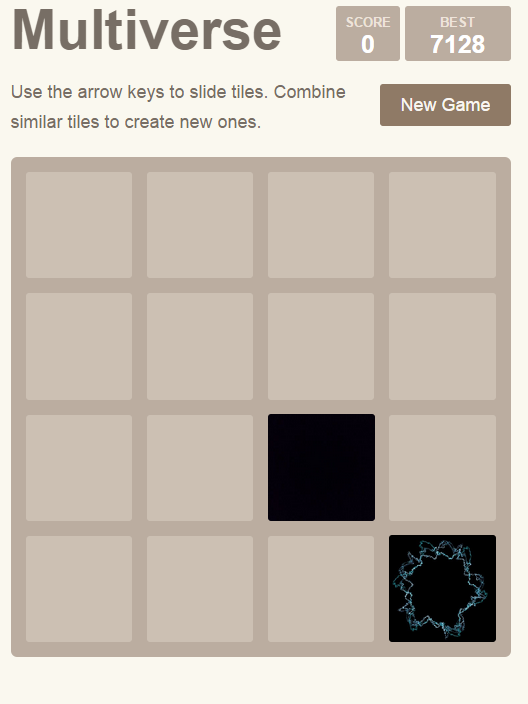 Multiverse
SCORE
0
BEST
7128
Use the arrow keys to slide tiles. Combine
similar tiles to create new ones.
New Game